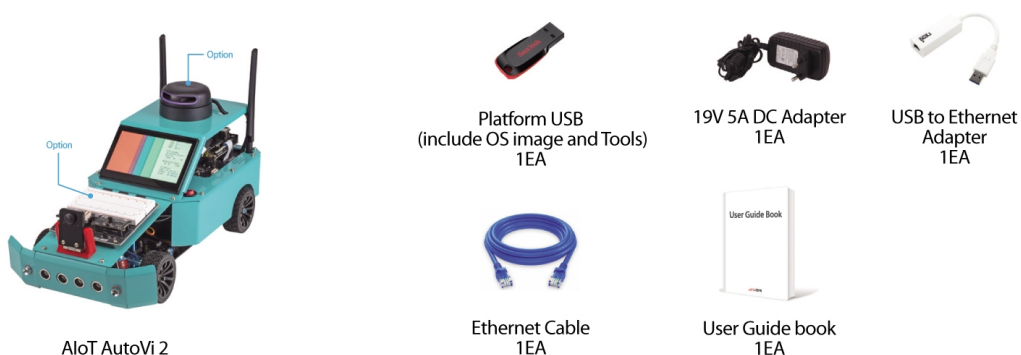 Option
Option
AIoT AutoVi 2
Platform USB
(include OS image and Tools)
1EA
19V 5A DC Adapter
1EA
USB to Ethernet
Adapter
1EA
Ethernet Cable
1EA
User Guide Book
User Guide book
1EA